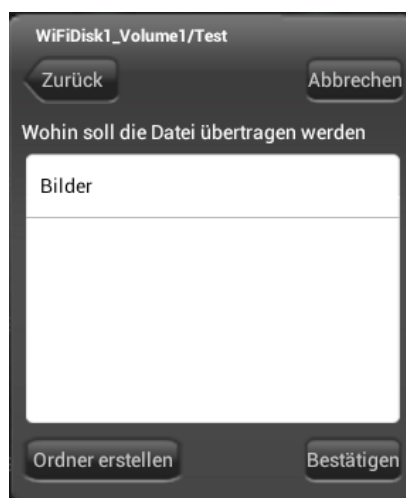 WiFiDisk1_Volume1/Test
Zurück
Abbrechen
Wohin soll die Datei übertragen werden
Bilder
Ordner erstellen
Bestätigen